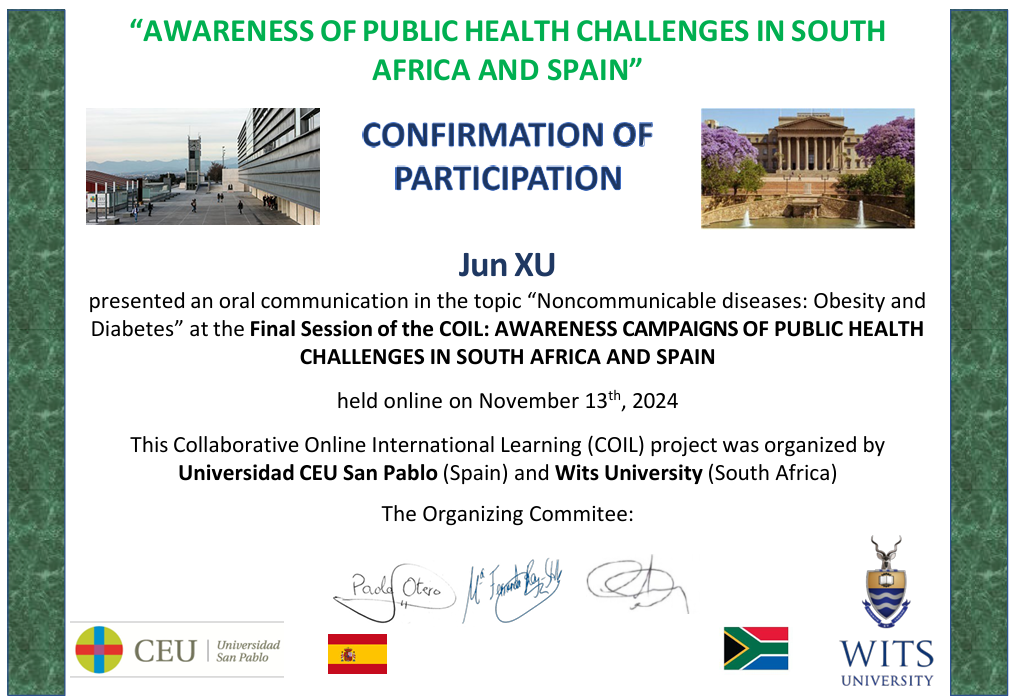 “AWARENESS OF PUBLIC HEALTH CHALLENGES IN SOUTH
AFRICA AND SPAIN”
CONFIRMATION OF
PARTICIPATION
Jun XU
presented an oral communication in the topic “Noncommunicable diseases: Obesity and
Diabetes” at the Final Session of the COIL: AWARENESS CAMPAIGNS OF PUBLIC HEALTH
CHALLENGES IN SOUTH AFRICA AND SPAIN
held online on November 13th, 2024
This Collaborative Online International Learning (COIL) project was organized by
Universidad CEU San Pablo (Spain) and Wits University (South Africa)
The Organizing Commitee:
Paola Otero
Mª Fernanda
CEU
Universidad
San Pablo
WITS
UNIVERSITY